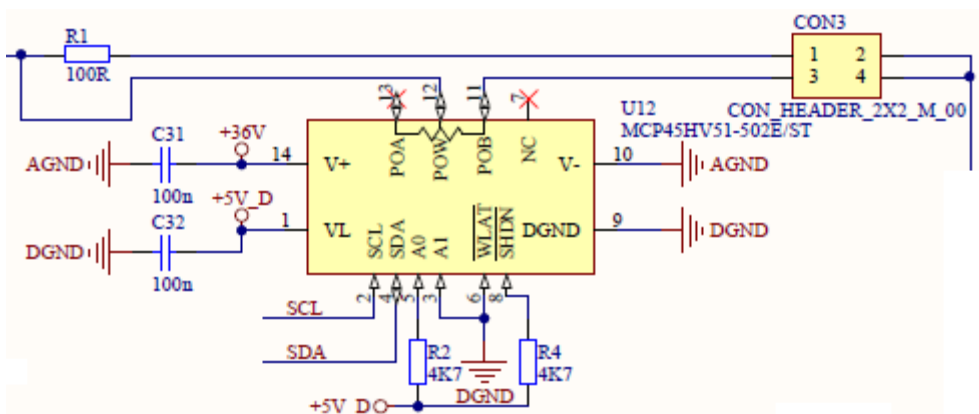 R1
100R
CON3
1 2
3 4
CON_HEADER_2X2_M_00
13
12
11
7
U12
MCP45HV51-502E/ST
C31
+36V
AGND
100n
14
V+
POA
POW
POB
NC
V-
10
AGND
+5V_D
C32
DGND
100n
1
VL
SCL
SDA
A0
A1
WLAT
SHDN
DGND
9
DGND
2
4
5
3
6
8
SCL
SDA
R2
4K7
R4
4K7
DGND
+5V_D